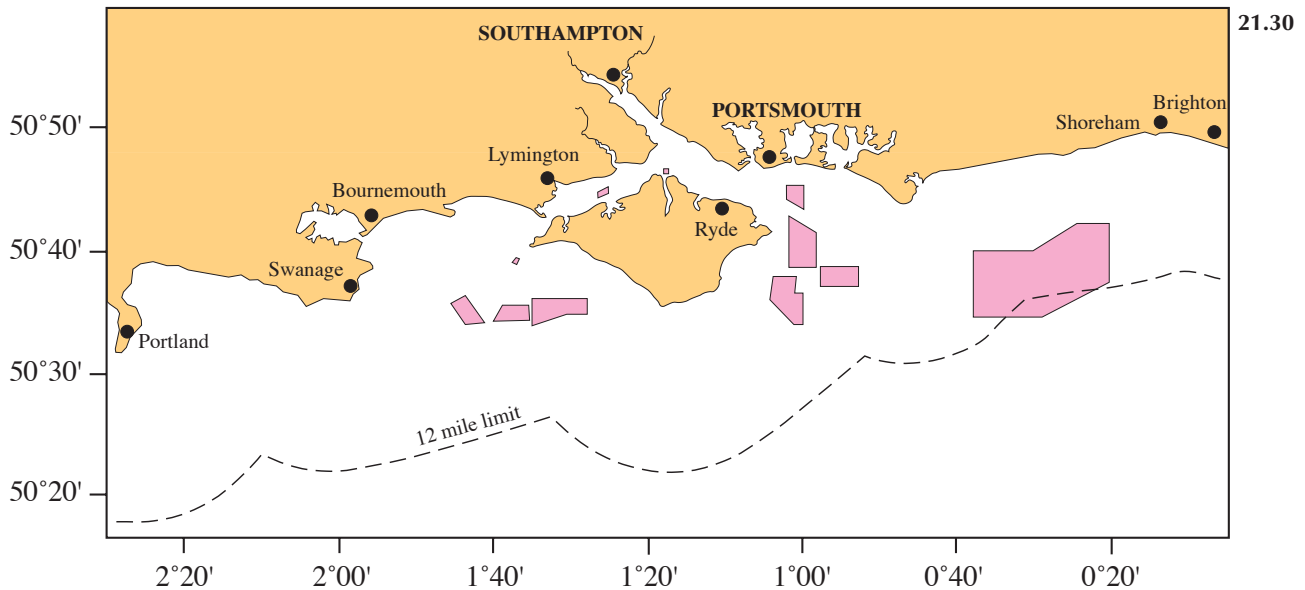 21.30
SOUTHAMPTON
PORTSMOUTH
Brighton
Shoreham
50°50'
Lymington
Bournemouth
Ryde
50°40'
Swanage
Portland
50°30'
12 mile limit
50°20'
2°20' 2°00' 1°40' 1°20' 1°00' 0°40' 0°20'